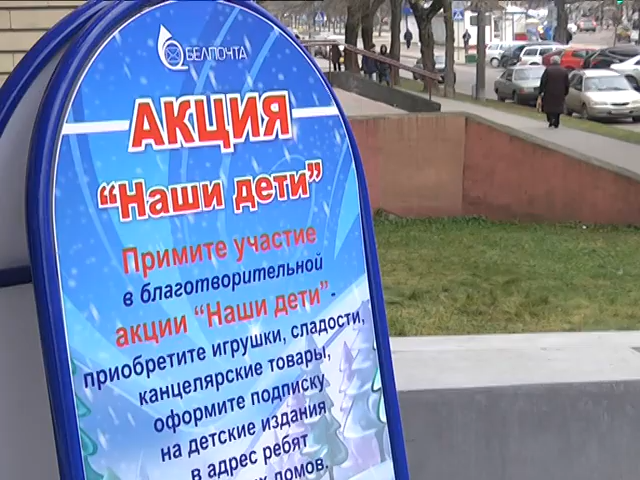 БЕЛПОЧТА
АКЦИЯ
“Наши дети”
Примите участие
в благотворительной
акции “Наши дети”-
приобретите игрушки, сладости,
канцелярские товары,
оформите подписку
на детские издания
в адрес ребят
домов.